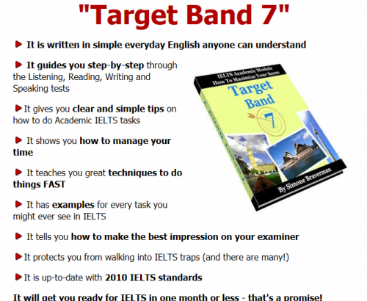 "Target Band 7"
It is written in simple everyday English anyone can understand
It guides you step-by-step through
the Listening, Reading, Writing and
Speaking tests
It gives you clear and simple tips on
how to do Academic IELTS tasks
It shows you how to manage your
time
It teaches you great techniques to do
things FAST
It has examples for every task you
might ever see in IELTS
It tells you how to make the best impression on your examiner
It protects you from walking into IELTS traps (and there are many!)
It is up-to-date with 2010 IELTS standards
It will get you ready for IELTS in one month or less - that's a promise!
IELTS Academic Module
How To Maximize Your Score
Target
Band
7
By Simone Braverman